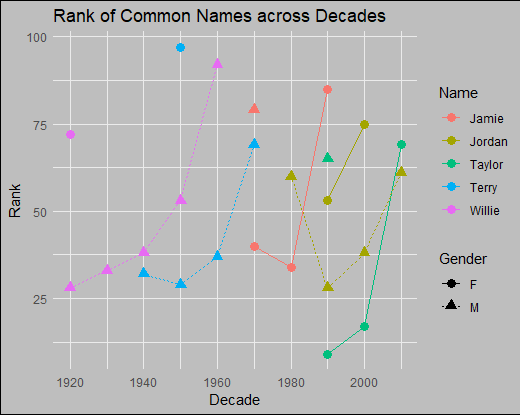 Rank of Common Names across Decades
100
75
50
25
Rank
1920 1940 1960 1980 2000
Decade
Name
Jamie
Jordan
Taylor
Terry
Willie
Gender
F
M